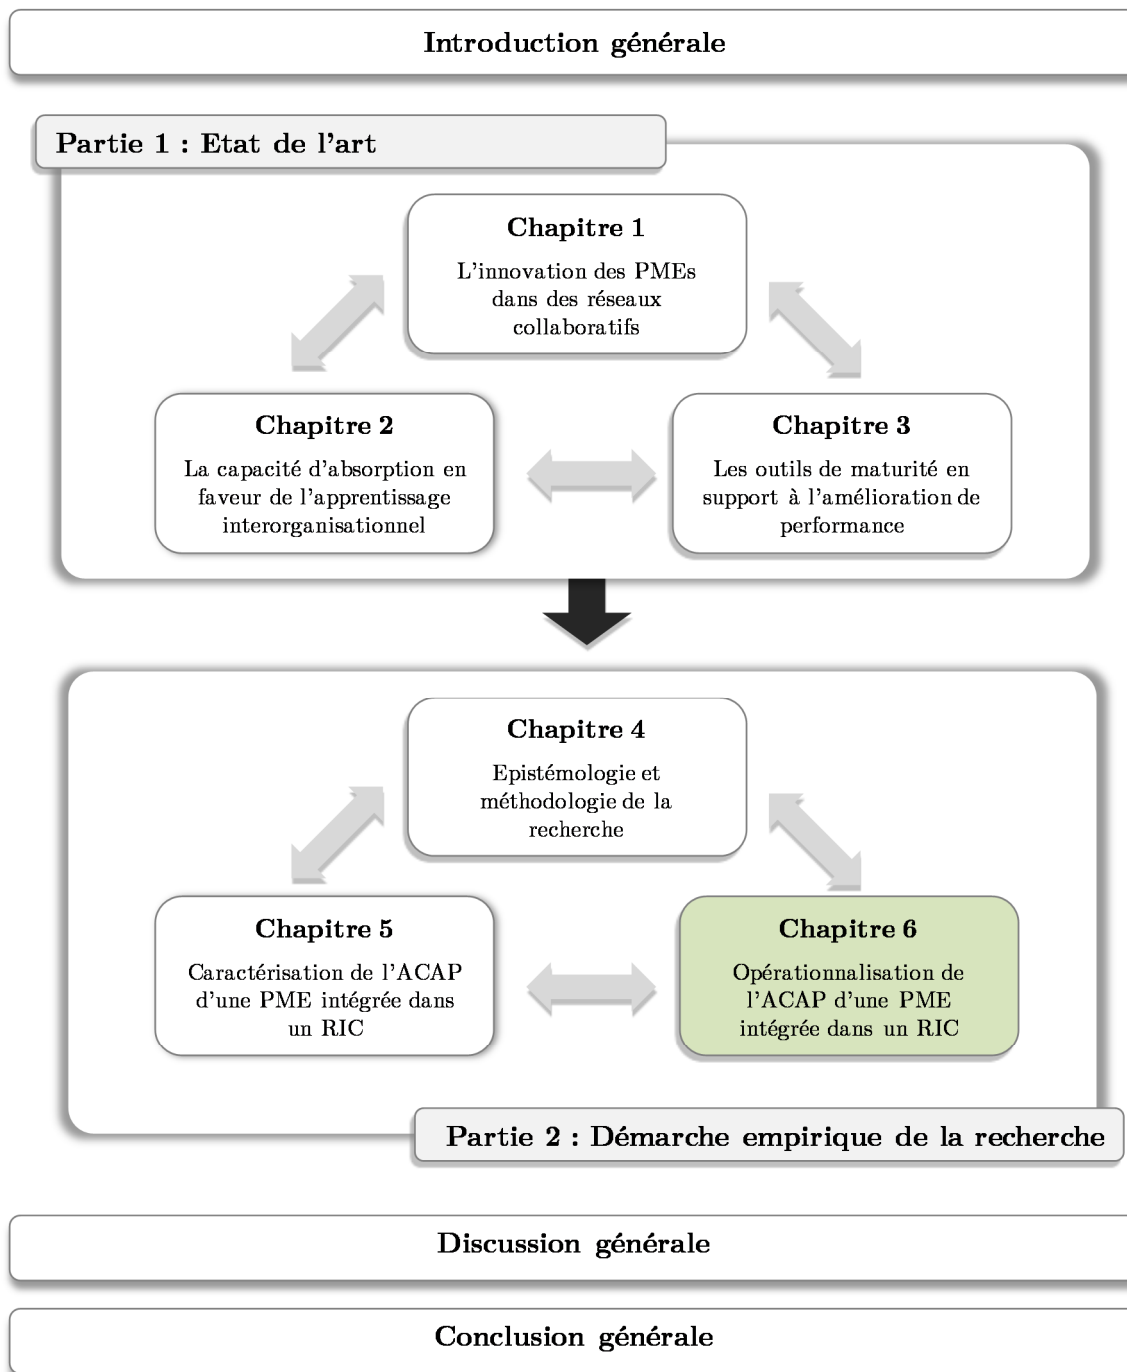 Introduction générale
Partie 1 : Etat de l'art
Chapitre 1
L'innovation des PMEs
dans des réseaux
collaboratifs
Chapitre 2
La capacité d'absorption en
faveur de l'apprentissage
interorganisationnel
Chapitre 3
Les outils de maturité en
support à l'amélioration de
performance
Chapitre 4
Epistémologie et
méthodologie de la
recherche
Chapitre 5
Caractérisation de l'ACAP
d'une PME intégrée dans
un RIC
Chapitre 6
Opérationnalisation de
l'ACAP d'une PME
intégrée dans un RIC
Partie 2 : Démarche empirique de la recherche
Discussion générale
Conclusion générale